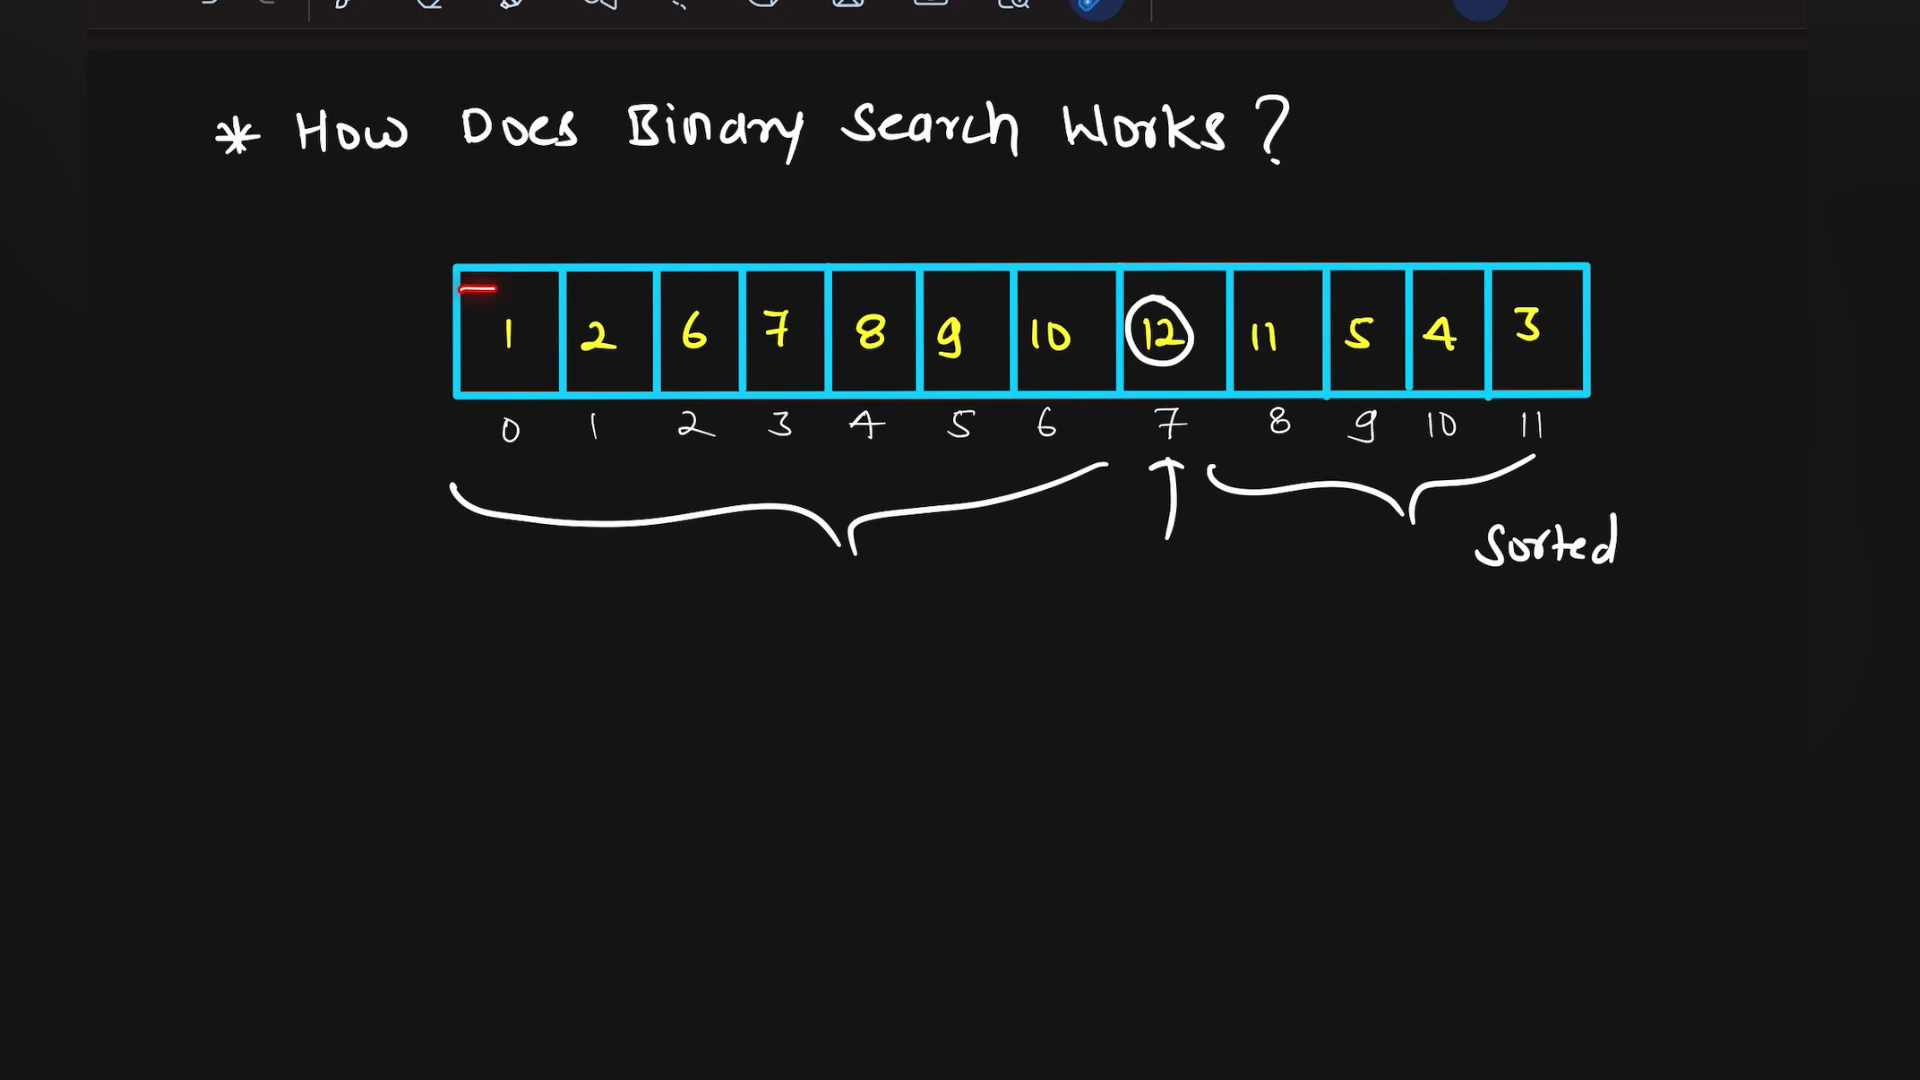 * How Does Binary Search Works?
1 2 6 7 8 9 10 12 11 5 4 3
0 1 2 3 4 5 6 7 8 9 10 11
Sorted